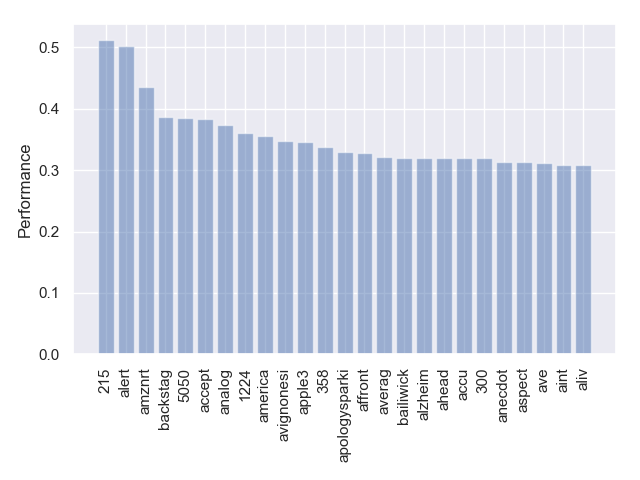 0.5
0.4
0.3
0.2
0.1
0.0
Performance
215
alert
amznrt
backstag
5050
accept
analog
1224
america
avignonesi
apple3
358
apologysparki
affront
averag
bailiwick
alzheim
ahead
accu
300
anecdot
aspect
ave
aint
aliv